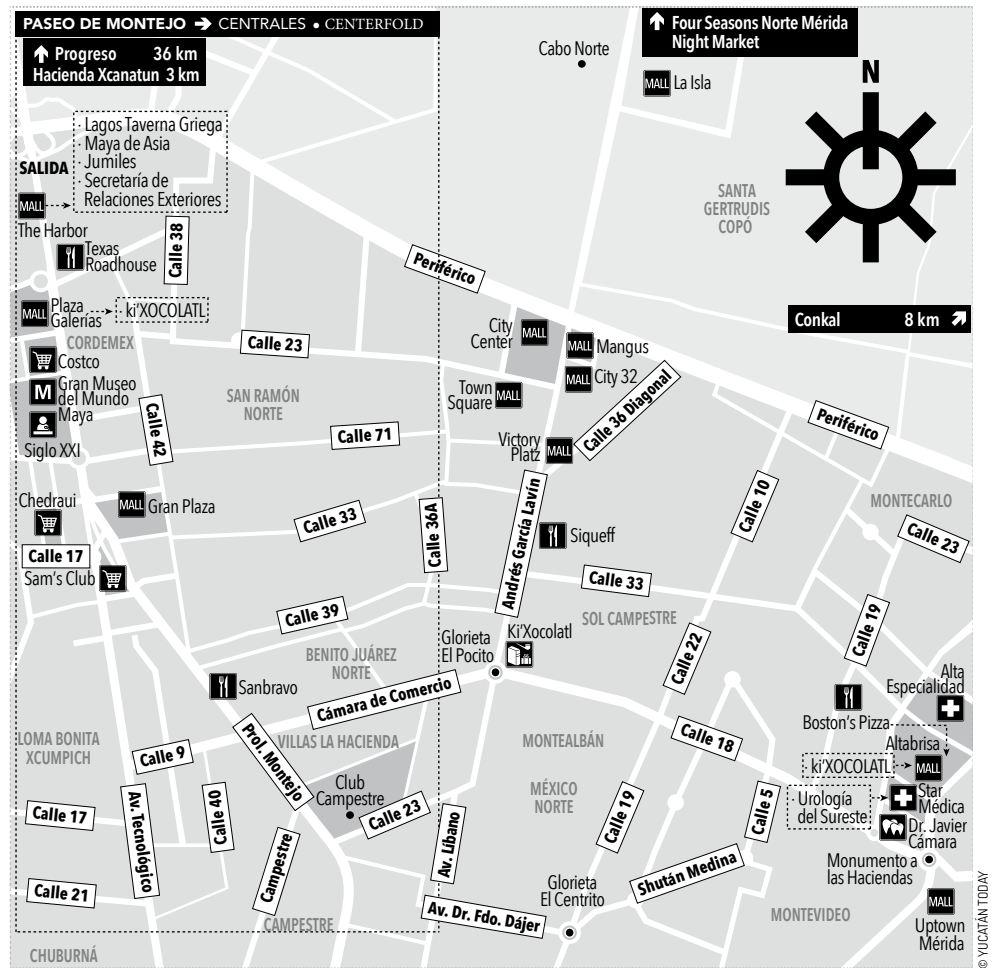 PASEO DE MONTEJO ➔ CENTRALES • CENTERFOLD
Progreso 36 km
Hacienda Xcanatun 3 km
Four Seasons Norte Mérida
Night Market
Cabo Norte
MALL La Isla
N
· Lagos Taverna Griega
· Maya de Asia
· Jumiles
· Secretaría de
Relaciones Exteriores
SALIDA
MALL
The Harbor
Texas
Roadhouse
Calle 38
SANTA
GERTRUDIS
COPÓ
Periférico
MALL Plaza
Galerías
· ki'XOCOLATL
Conkal 8 km
CORDEMEX
Calle 23
City
Center MALL
MALL Mangus
MALL City 32
Costco
M Gran Museo
del Mundo
Maya
Siglo XXI
Calle 42
SAN RAMÓN
NORTE
Town
Square MALL
Calle 36 Diagonal
Calle 71
Victory
Platz MALL
Periférico
Chedraui
MALL Gran Plaza
Calle 33
Calle 36A
Andrés García Lavín
Siqueff
Calle 10
MONTECARLO
Calle 23
Calle 17
Sam's Club
Calle 33
Calle 39
SOL CAMPESTRE
Calle 19
Glorieta
El Pocito
Ki'Xocolatl
Calle 22
BENITO JUÁREZ
NORTE
Sanbravo
Cámara de Comercio
Alta
Especialidad
Boston's Pizza
LOMA BONITA
XCUMPICH
Calle 9
Prol. Montejo
VILLAS LA HACIENDA
MONTEALBÁN
Calle 18
Altabrisa
MALL
· ki'XOCOLATL
Club
Campestre
Calle 23
MÉXICO
NORTE
Calle 19
Calle 5
· Urología
del Sureste
Star
Médica
Dr. Javier
Cámara
Calle 17
Av. Tecnológico
Calle 40
Campestre
Av. Líbano
Shután Medina
Monumento a
las Haciendas
Calle 21
Glorieta
El Centrito
Av. Dr. Fdo. Dájer
CAMPESTRE
MONTEVIDEO
MALL
Uptown
Mérida
CHUBURNÁ
© YUCATÁN TODAY